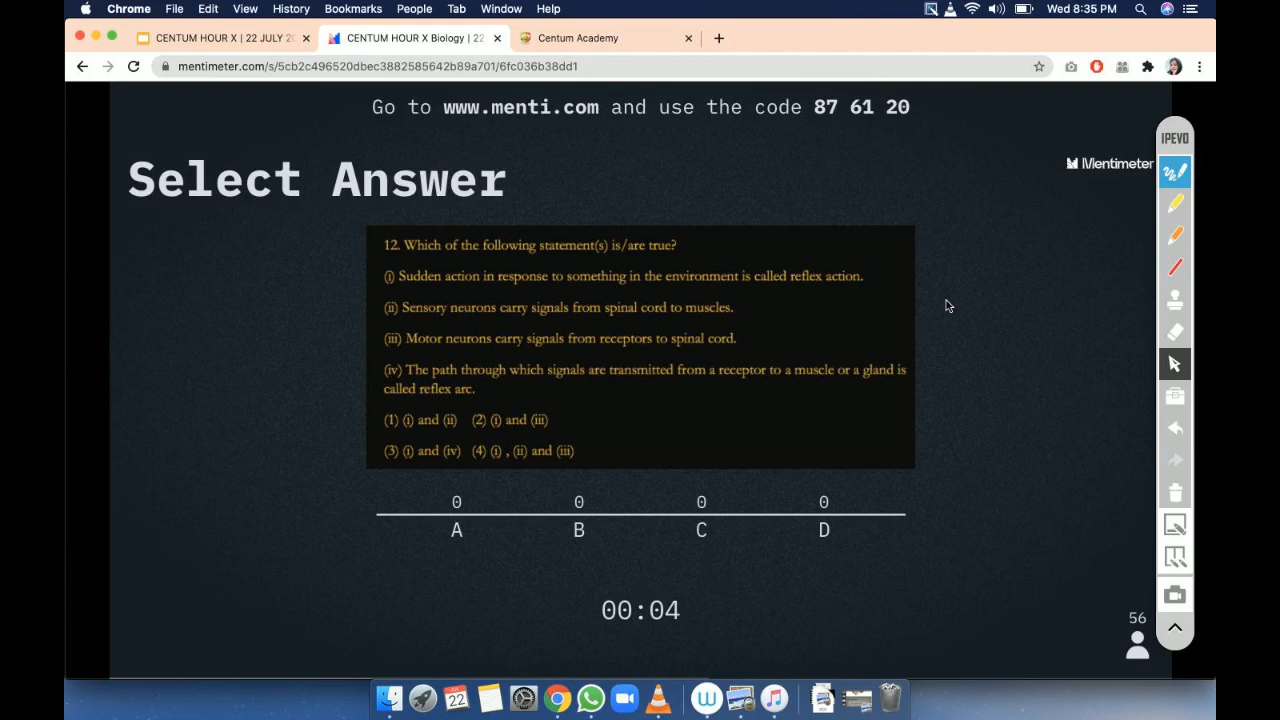 Chrome File Edit View History Bookmarks People Tab Window Help Wed 8:35 PM
CENTUM HOUR X | 22 JULY 20 CENTUM HOUR X Biology | 22 Centum Academy
mentimeter.com/s/5cb2c496520dbec3882585642b89a701/6fc036b38dd1
Go to www.menti.com and use the code 87 61 20
IPEVO
Mentimeter
Select Answer
12. Which of the following statement(s) is/are true?
(i) Sudden action in response to something in the environment is called reflex action.
(ii) Sensory neurons carry signals from spinal cord to muscles.
(iii) Motor neurons carry signals from receptors to spinal cord.
(iv) The path through which signals are transmitted from a receptor to a muscle or a gland is
called reflex arc.
(1) (i) and (ii) (2) (i) and (iii)
(3) (i) and (iv) (4) (i) , (ii) and (iii)
0 0 0 0
A B C D
00:04
56
JUL
22